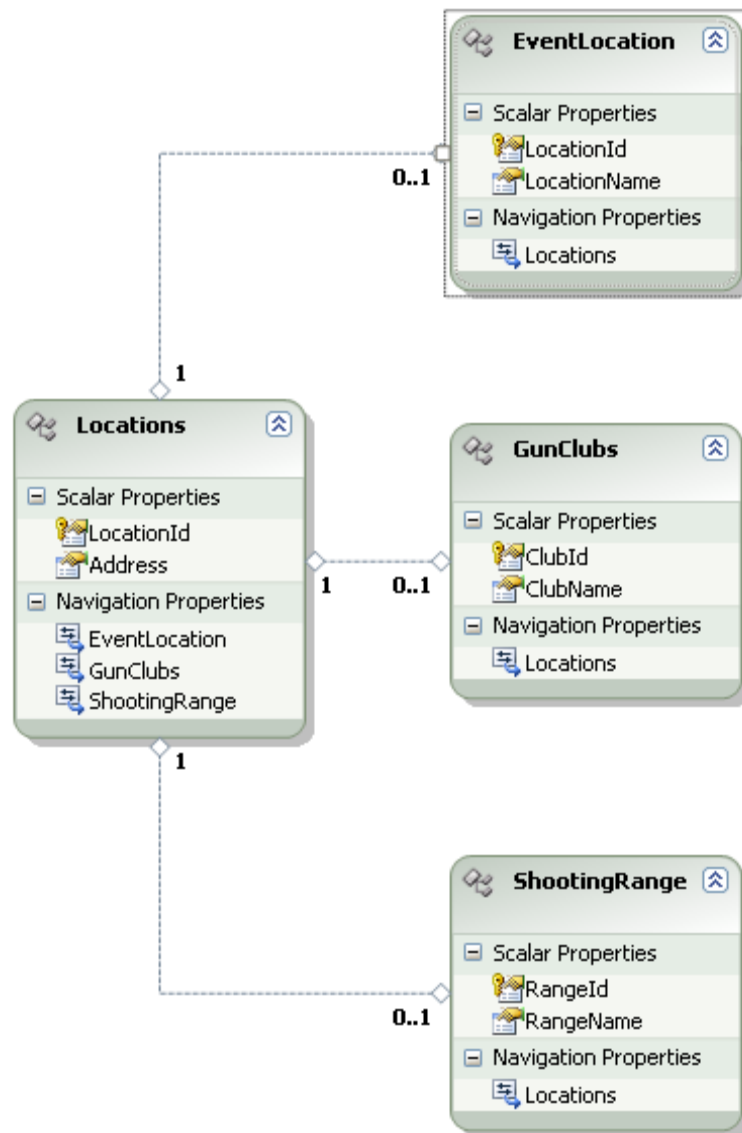 EventLocation
Scalar Properties
LocationId
LocationName
Navigation Properties
Locations
0..1
1
Locations
Scalar Properties
LocationId
Address
Navigation Properties
EventLocation
GunClubs
ShootingRange
1
0..1
GunClubs
Scalar Properties
ClubId
ClubName
Navigation Properties
Locations
1
0..1
ShootingRange
Scalar Properties
RangeId
RangeName
Navigation Properties
Locations